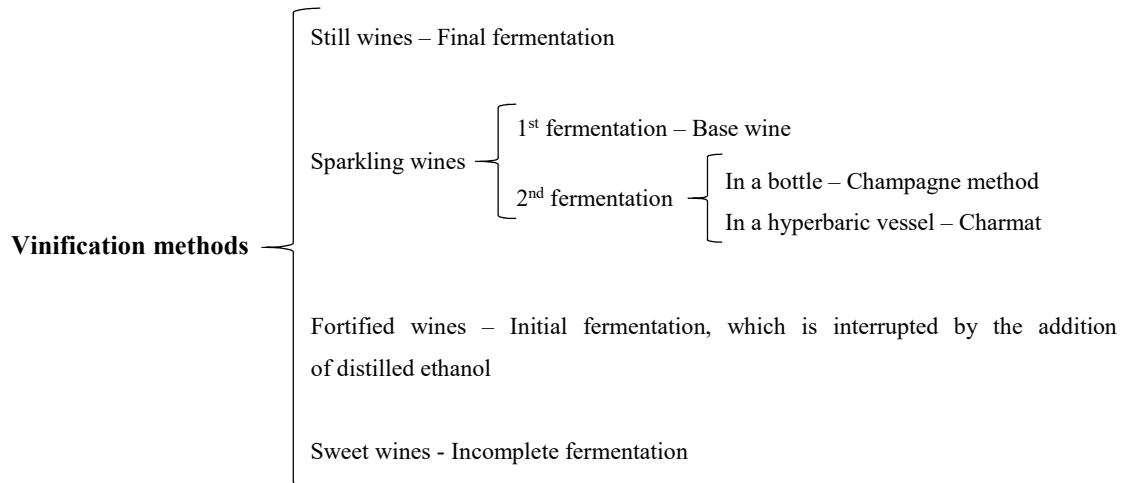 Still wines – Final fermentation
1st fermentation – Base wine
Sparkling wines
2nd fermentation
In a bottle – Champagne method
In a hyperbaric vessel – Charmat
Vinification methods
Fortified wines – Initial fermentation, which is interrupted by the addition
of distilled ethanol
Sweet wines - Incomplete fermentation